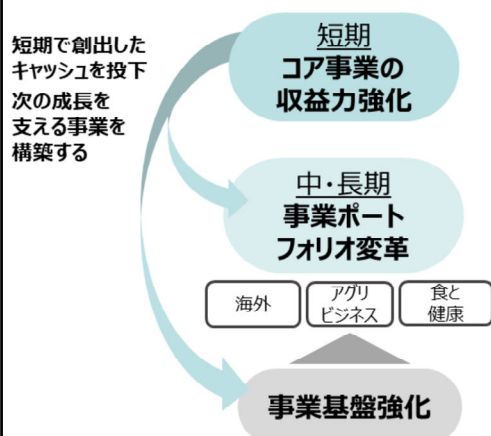 短期で創出した
キャッシュを投下
次の成長を
支える事業を
構築する
短期
コア事業の
収益力強化
中・長期
事業ポート
フォリオ変革
海外
アグリ
ビジネス
食と
健康
事業基盤強化